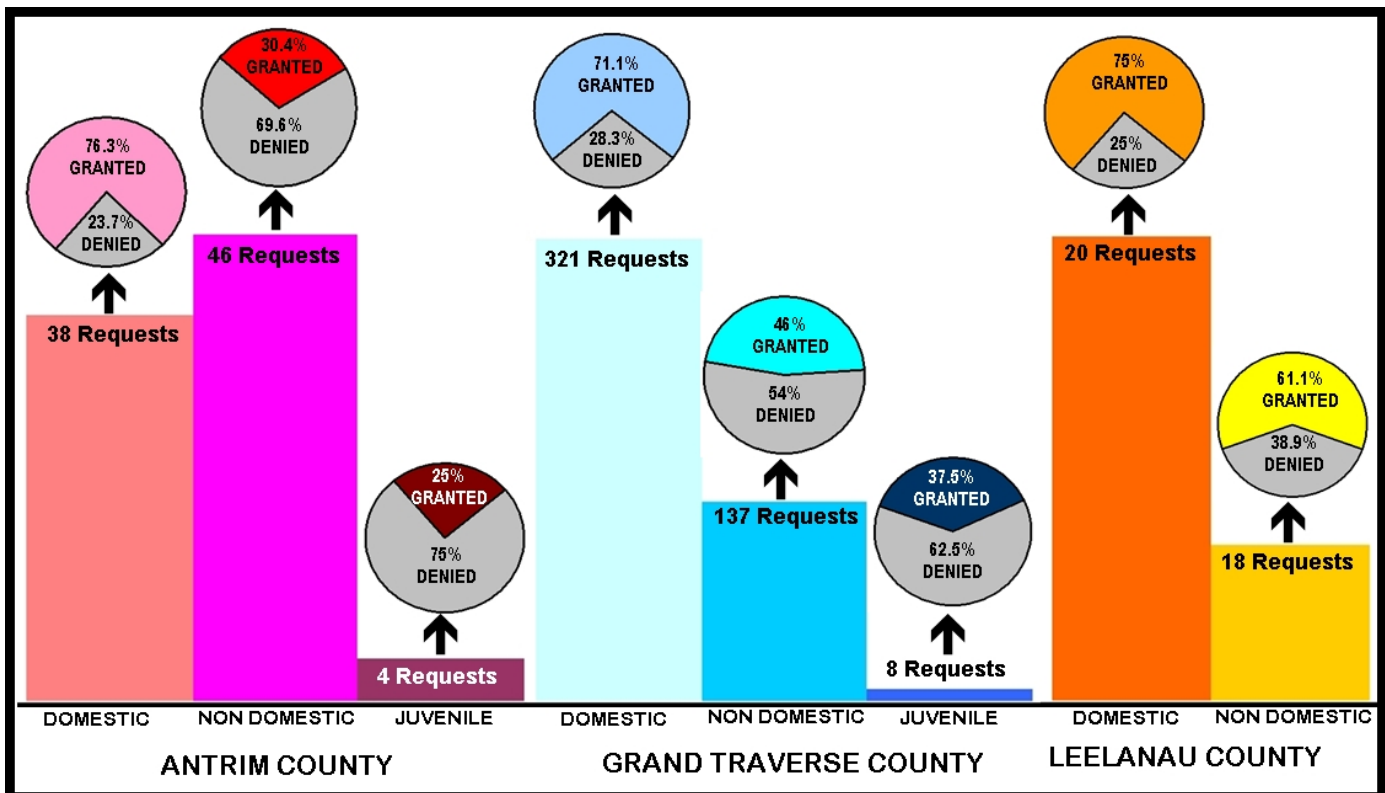 76.3%
GRANTED
23.7%
DENIED
38 Requests
30.4%
GRANTED
69.6%
DENIED
46 Requests
25%
GRANTED
75%
DENIED
4 Requests
71.1%
GRANTED
28.3%
DENIED
321 Requests
46%
GRANTED
54%
DENIED
137 Requests
37.5%
GRANTED
62.5%
DENIED
8 Requests
75%
GRANTED
25%
DENIED
20 Requests
61.1%
GRANTED
38.9%
DENIED
18 Requests
DOMESTIC
NON DOMESTIC
JUVENILE
DOMESTIC
NON DOMESTIC
JUVENILE
DOMESTIC
NON DOMESTIC
ANTRIM COUNTY
GRAND TRAVERSE COUNTY
LEELANAU COUNTY